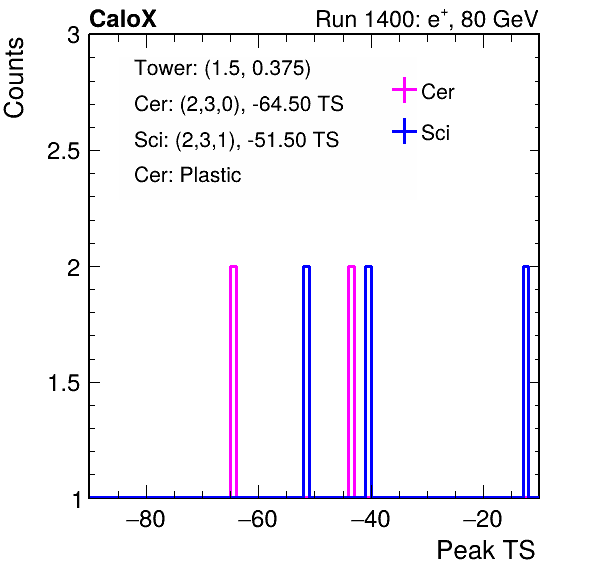 CaloX Run 1400: e+, 80 GeV
Counts
3
2.5
2
1.5
1
Tower: (1.5, 0.375)
Cer: (2,3,0), -64.50 TS
Sci: (2,3,1), -51.50 TS
Cer: Plastic
Cer
Sci
−80 −60 −40 −20
Peak TS